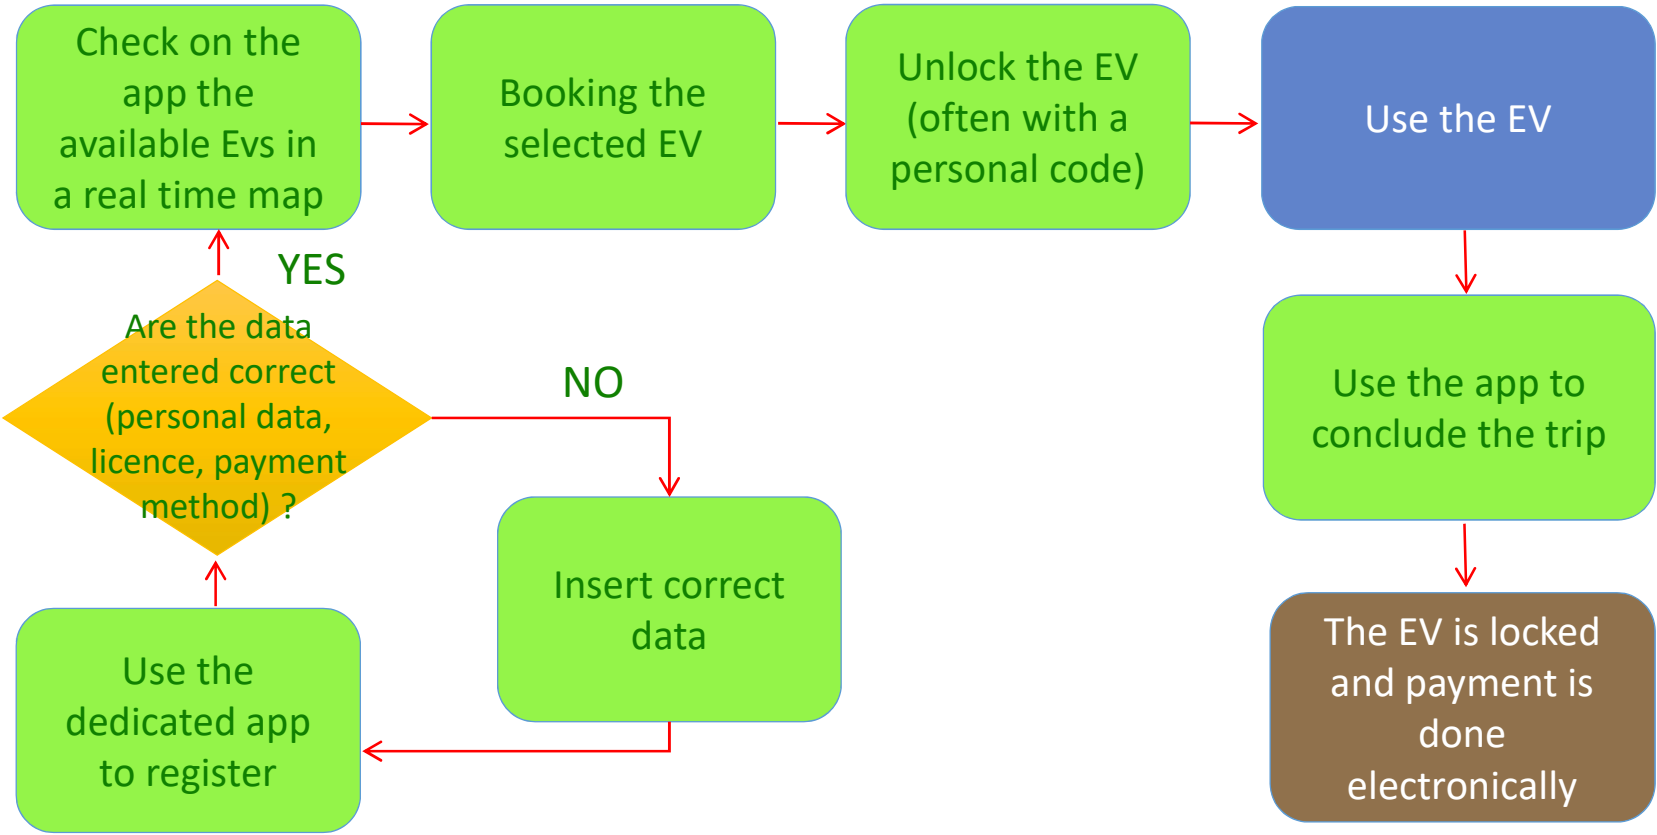 Check on the
app the
available Evs in
a real time map
Booking the
selected EV
Unlock the EV
(often with a
personal code)
Use the EV
YES
Are the data
entered correct
(personal data,
licence, payment
method) ?
NO
Use the app to
conclude the trip
Insert correct
data
Use the
dedicated app
to register
The EV is locked
and payment is
done
electronically